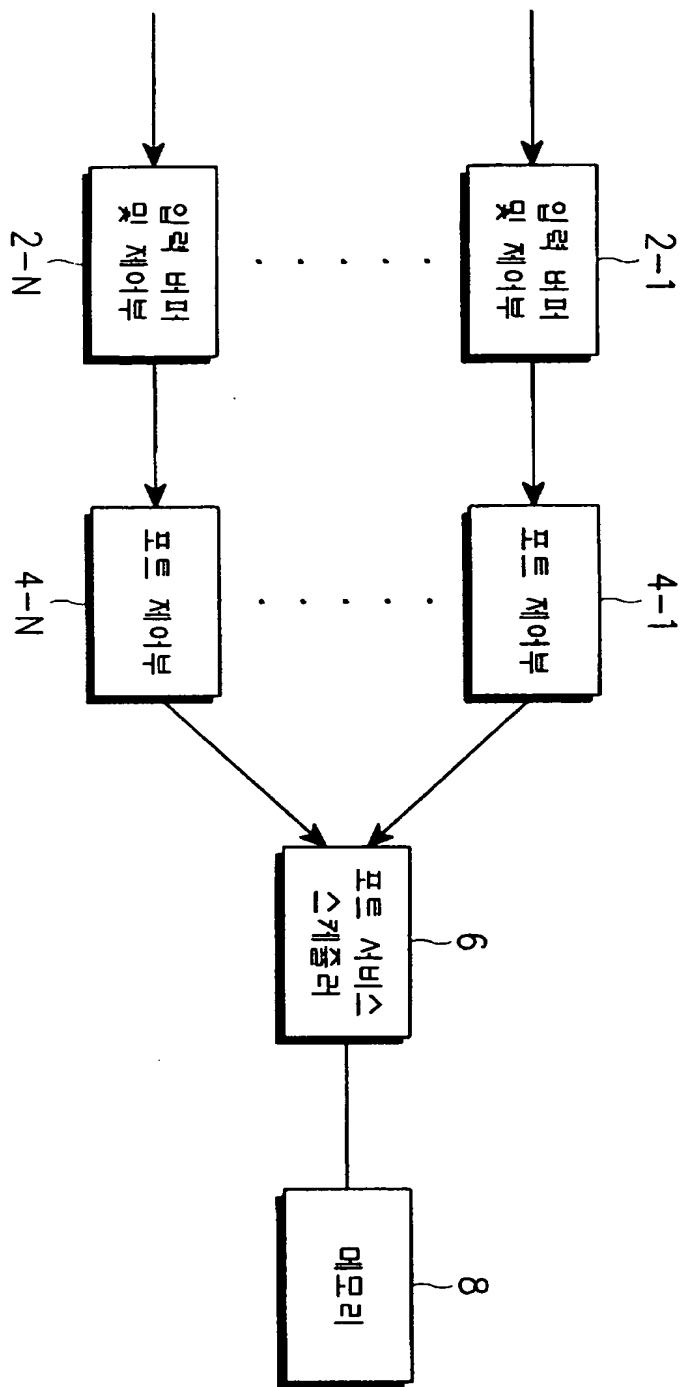 2-1
입력 버퍼
및 제어부
4-1
포트 제어부
6
포트 서비스
스케쥴러
8
메모리
2-N
입력 버퍼
및 제어부
4-N
포트 제어부